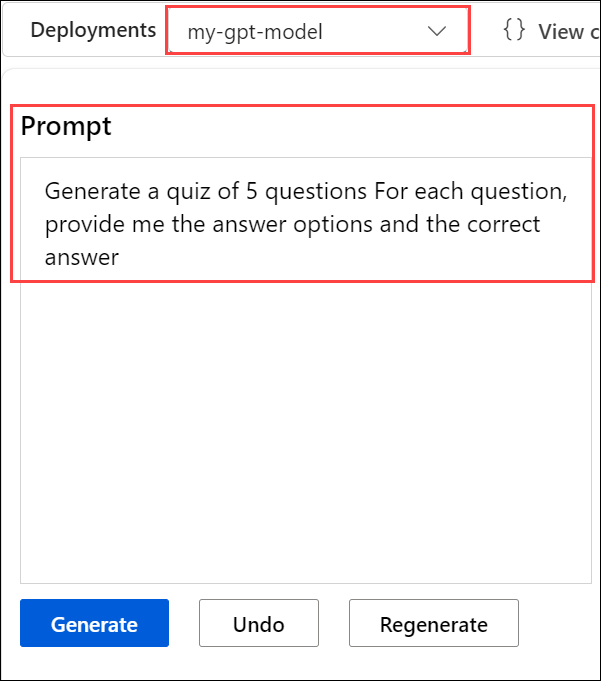 Deployments my-gpt-model {} View c
Prompt
Generate a quiz of 5 questions For each question,
provide me the answer options and the correct
answer
Generate Undo Regenerate